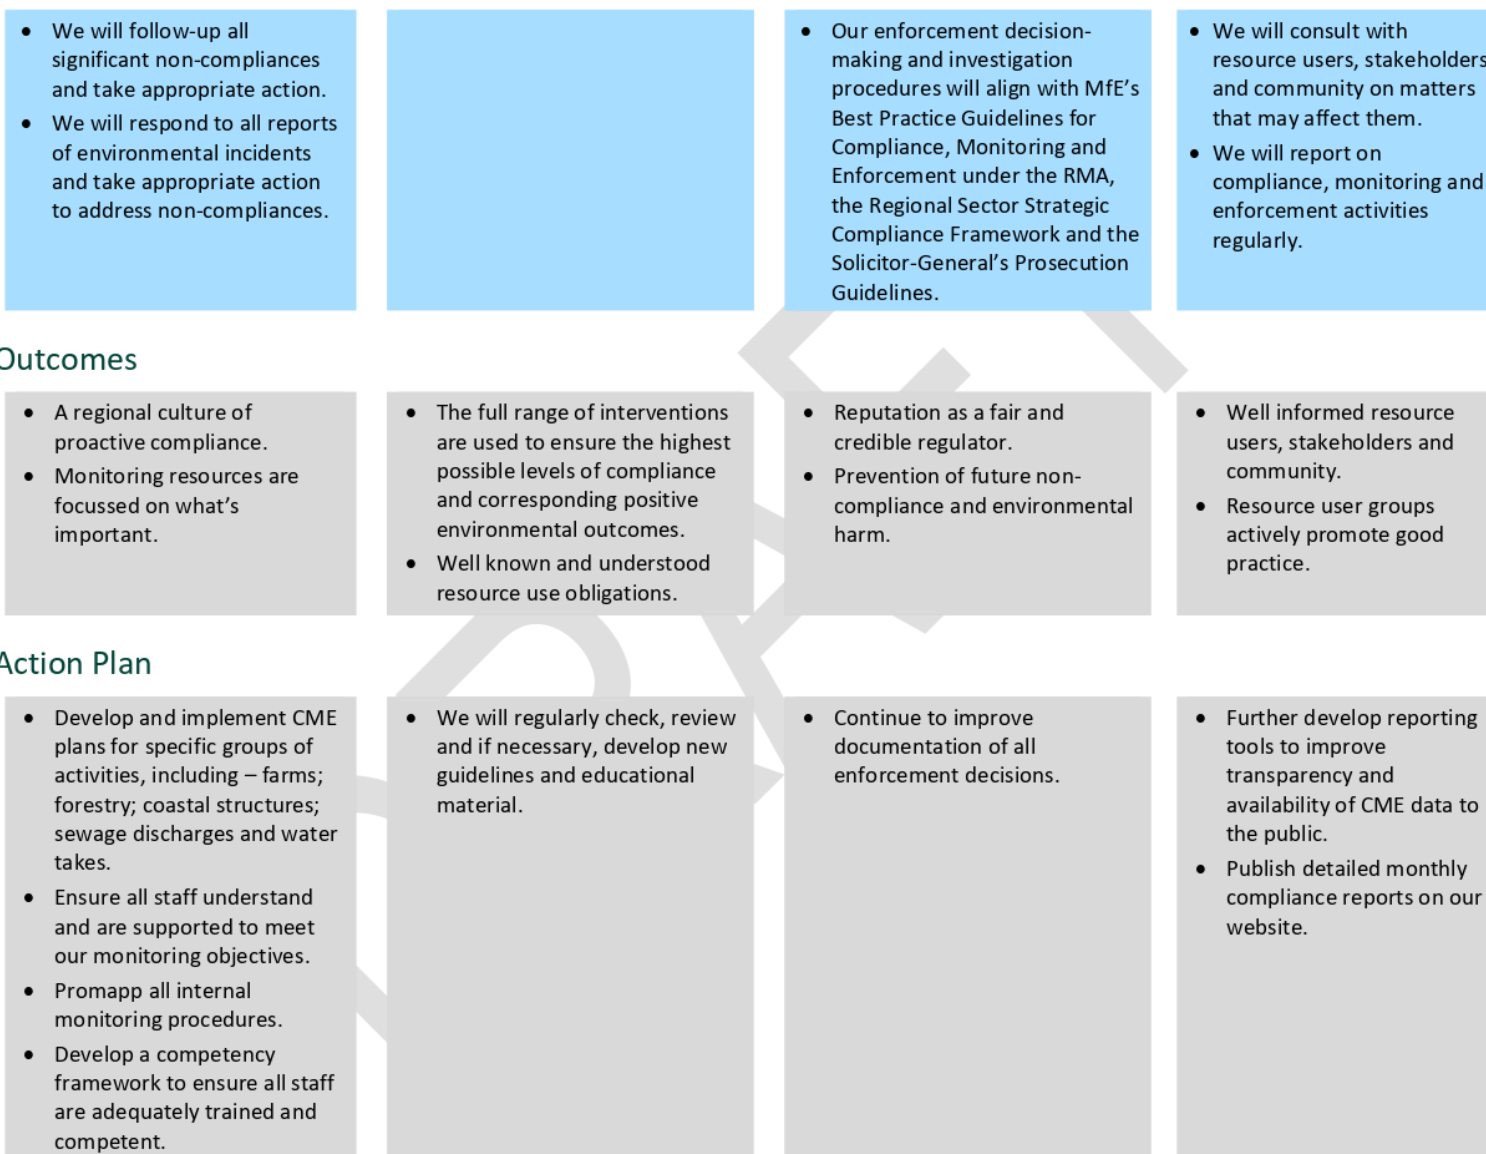 • We will follow-up all
significant non-compliances
and take appropriate action.
• We will respond to all reports
of environmental incidents
and take appropriate action
to address non-compliances.
• Our enforcement decision-
making and investigation
procedures will align with MfE’s
Best Practice Guidelines for
Compliance, Monitoring and
Enforcement under the RMA,
the Regional Sector Strategic
Compliance Framework and the
Solicitor-General’s Prosecution
Guidelines.
• We will consult with
resource users, stakeholders
and community on matters
that may affect them.
• We will report on
compliance, monitoring and
enforcement activities
regularly.
Outcomes
• A regional culture of
proactive compliance.
• Monitoring resources are
focussed on what’s
important.
• The full range of interventions
are used to ensure the highest
possible levels of compliance
and corresponding positive
environmental outcomes.
• Well known and understood
resource use obligations.
• Reputation as a fair and
credible regulator.
• Prevention of future non-
compliance and environmental
harm.
• Well informed resource
users, stakeholders and
community.
• Resource user groups
actively promote good
practice.
Action Plan
• Develop and implement CME
plans for specific groups of
activities, including – farms;
forestry; coastal structures;
sewage discharges and water
takes.
• Ensure all staff understand
and are supported to meet
our monitoring objectives.
• Promapp all internal
monitoring procedures.
• Develop a competency
framework to ensure all staff
are adequately trained and
competent.
• We will regularly check, review
and if necessary, develop new
guidelines and educational
material.
• Continue to improve
documentation of all
enforcement decisions.
• Further develop reporting
tools to improve
transparency and
availability of CME data to
the public.
• Publish detailed monthly
compliance reports on our
website.
DRAFT